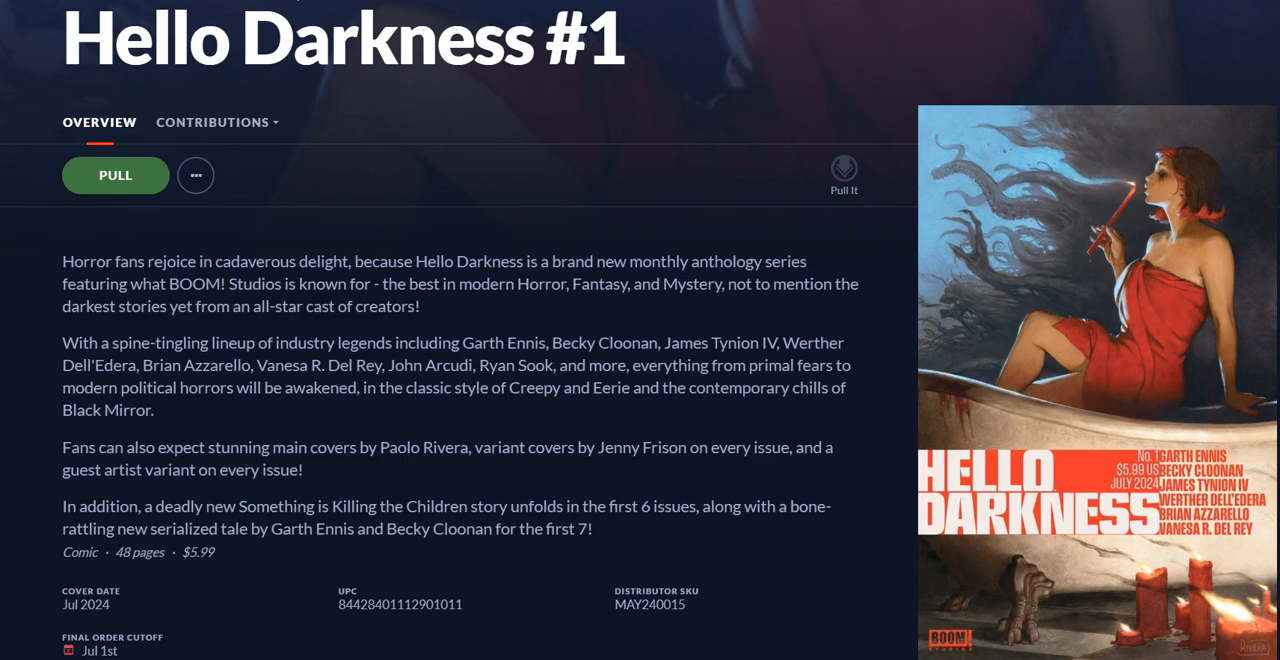 Hello Darkness #1
OVERVIEW CONTRIBUTIONS
PULL
Pull It
Horror fans rejoice in cadaverous delight, because Hello Darkness is a brand new monthly anthology series
featuring what BOOM! Studios is known for - the best in modern Horror, Fantasy, and Mystery, not to mention the
darkest stories yet from an all-star cast of creators!
With a spine-tingling lineup of industry legends including Garth Ennis, Becky Cloonan, James Tynion IV, Werther
Dell'Edera, Brian Azzarello, Vanesa R. Del Rey, John Arcudi, Ryan Sook, and more, everything from primal fears to
modern political horrors will be awakened, in the classic style of Creepy and Eerie and the contemporary chills of
Black Mirror.
Fans can also expect stunning main covers by Paolo Rivera, variant covers by Jenny Frison on every issue, and a
guest artist variant on every issue!
In addition, a deadly new Something is Killing the Children story unfolds in the first 6 issues, along with a bone-
rattling new serialized tale by Garth Ennis and Becky Cloonan for the first 7!
Comic · 48 pages · $5.99
COVER DATE
Jul 2024
UPC
84428401112901011
DISTRIBUTOR SKU
MAY240015
FINAL ORDER CUTOFF
Jul 1st
HELLO
DARKNESS
No. 1
$5.99 US
JULY 2024
GARTH ENNIS
BECKY CLOONAN
JAMES TYNION IV
WERTHER DELL'EDERA
BRIAN AZZARELLO
VANESA R. DEL REY
BOOM!
STUDIOS
RIVERA